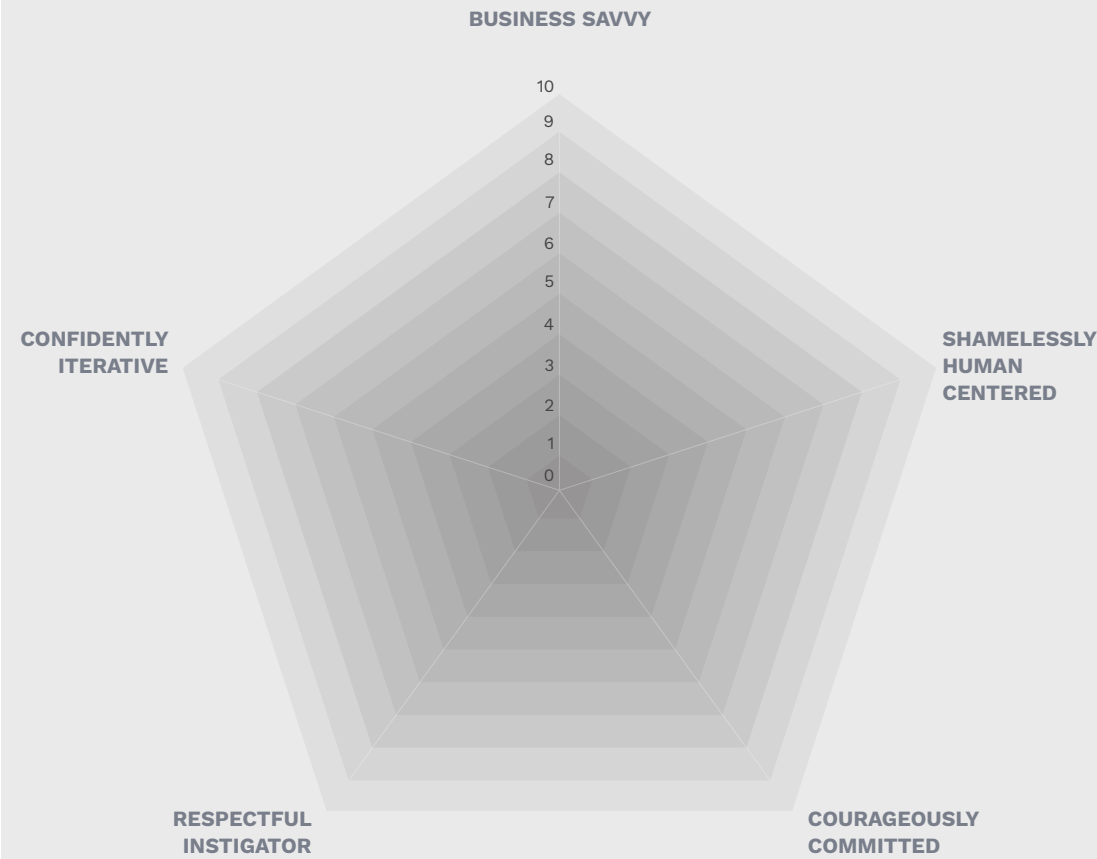 BUSINESS SAVVY
10
9
8
7
6
5
4
3
2
1
0
CONFIDENTLY
ITERATIVE
SHAMELESSLY
HUMAN
CENTERED
RESPECTFUL
INSTIGATOR
COURAGEOUSLY
COMMITTED